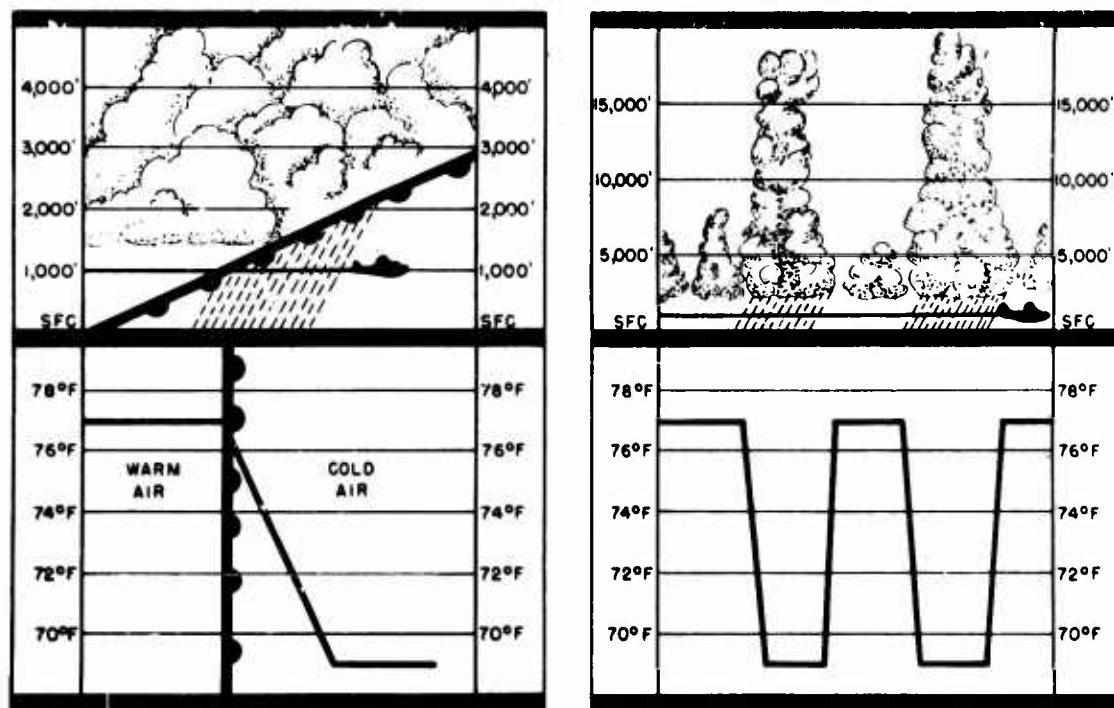 4,000' 4,000'
3,000' 3,000'
2,000' 2,000'
1,000' 1,000'
SFC SFC
78°F 78°F
76°F 76°F
WARM AIR COLD AIR
74°F 74°F
72°F 72°F
70°F 70°F
15,000' 15,000'
10,000' 10,000'
5,000' 5,000'
SFC SFC
78°F 78°F
76°F 76°F
74°F 74°F
72°F 72°F
70°F 70°F